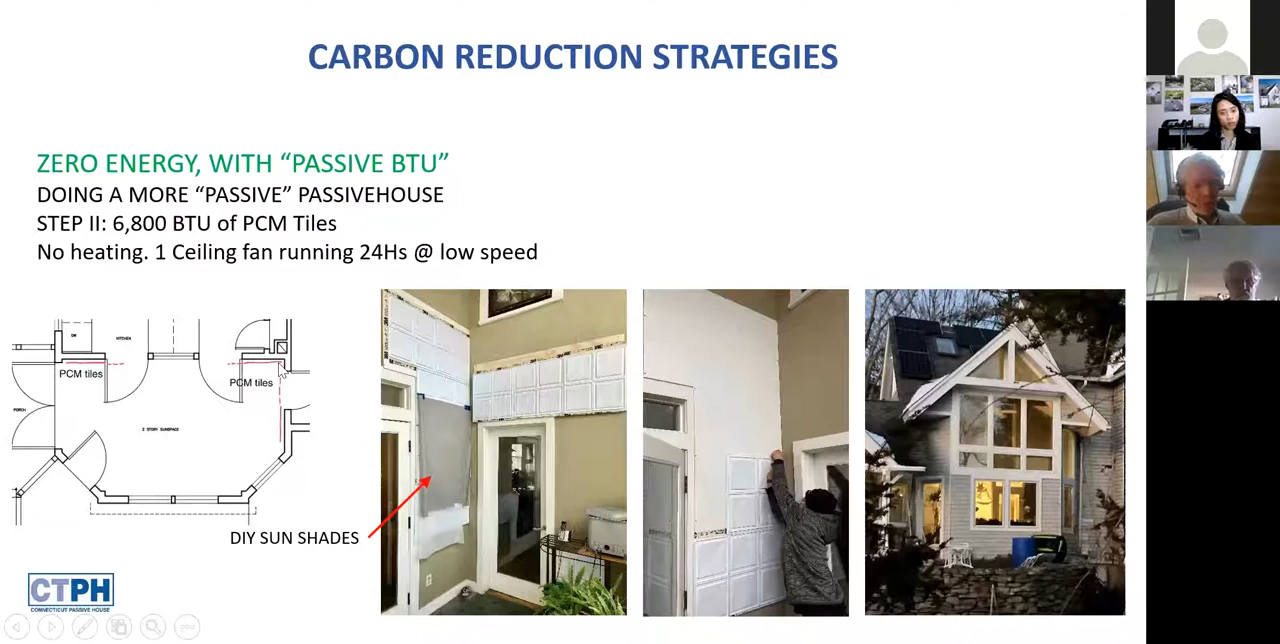 CARBON REDUCTION STRATEGIES
ZERO ENERGY, WITH “PASSIVE BTU”
DOING A MORE “PASSIVE” PASSIVEHOUSE
STEP II: 6,800 BTU of PCM Tiles
No heating. 1 Ceiling fan running 24Hs @ low speed
DW
KITCHEN
PCM tiles
PCM tiles
PORCH
2 STORY SUNSPACE
DIY SUN SHADES
CTPH
CONNECTICUT PASSIVE HOUSE